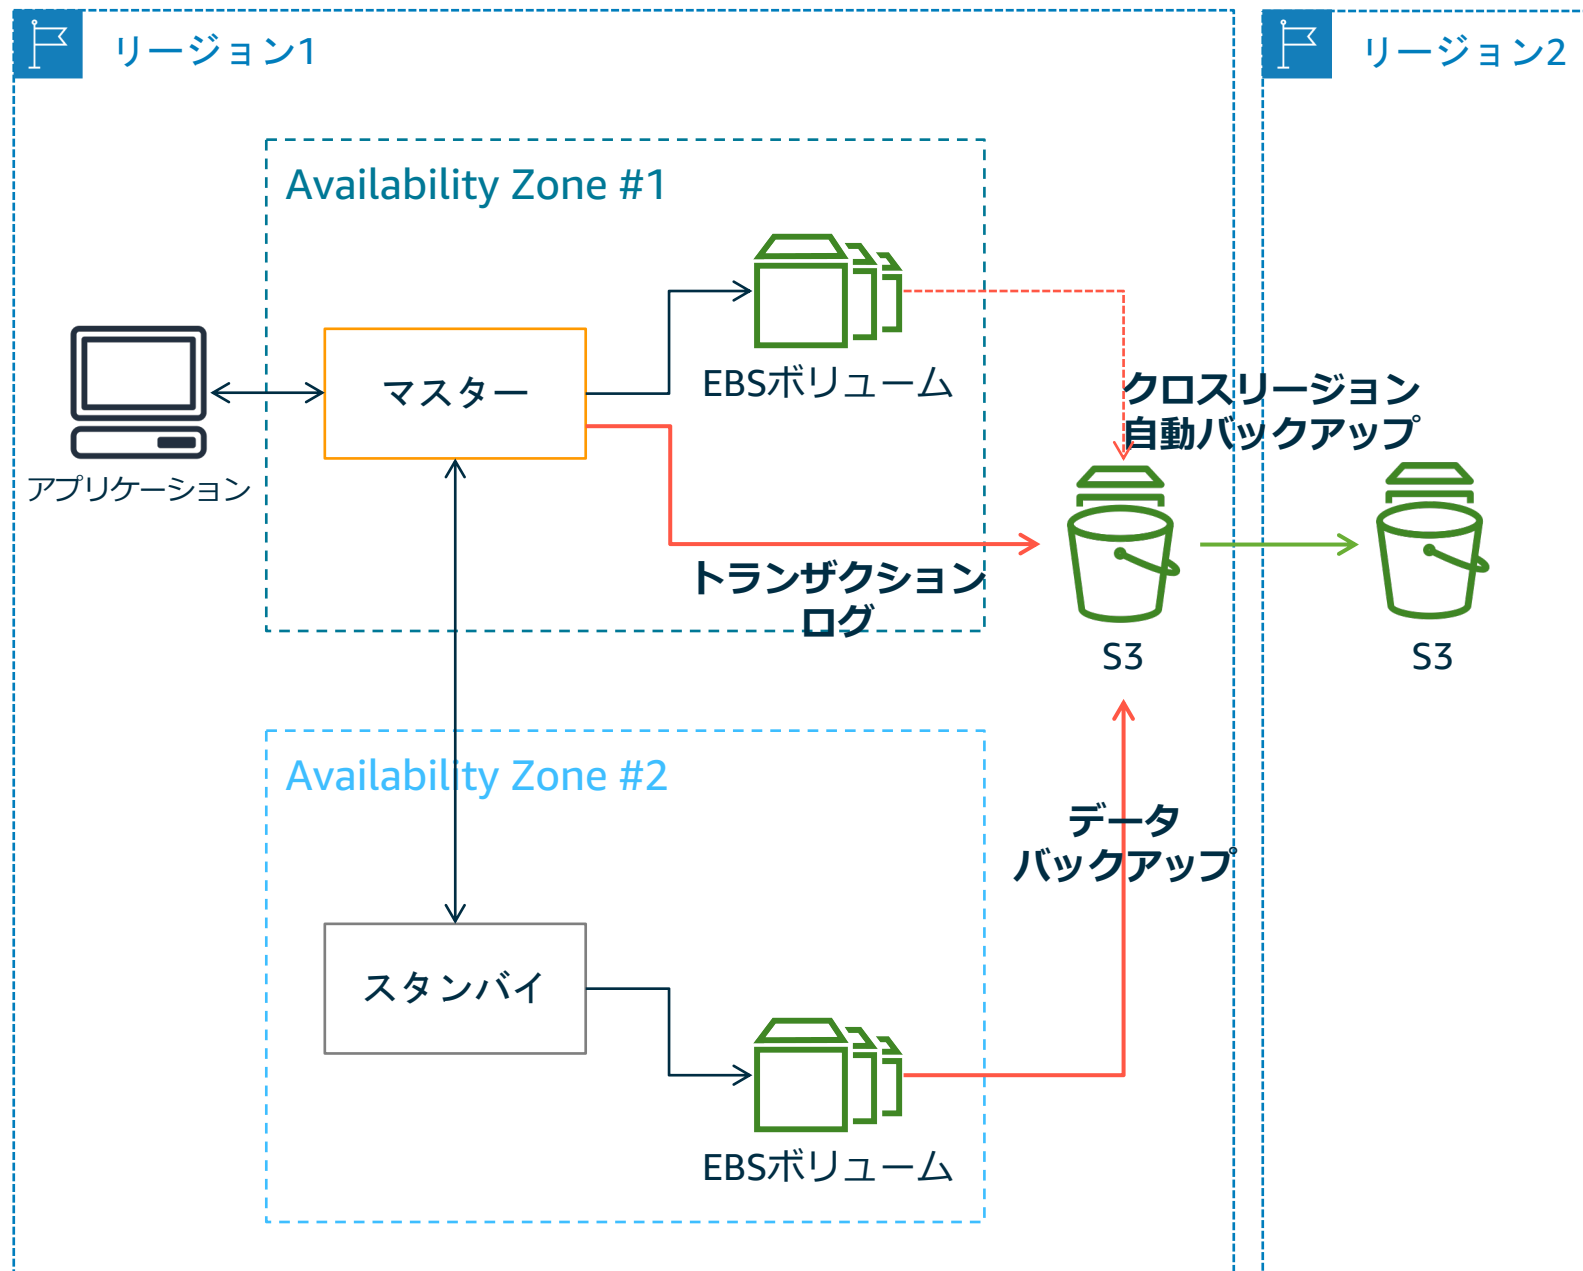 リージョン1
リージョン2
Availability Zone #1
EBSボリューム
マスター
アプリケーション
クロスリージョン
自動バックアップ
トランザクション
ログ
S3
S3
Availability Zone #2
データ
バックアップ
スタンバイ
EBSボリューム